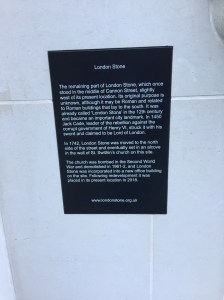 London Stone
The remaining part of London Stone, which once
stood in the middle of Cannon Street, slightly
west of its present location. Its original purpose is
unknown, although it may be Roman and related
to Roman buildings that lay to the south. It was
already called 'London Stone' in the 12th century
and became an important city landmark. In 1450
Jack Cade, leader of the rebellion against the
corrupt government of Henry VI, struck it with his
sword and claimed to be Lord of London.
In 1742, London Stone was moved to the north
side of the street and eventually set in an alcove
in the wall of St. Swithin's church on this site.
The church was bombed in the Second World
War and demolished in 1961-2, and London
Stone was incorporated into a new office building
on the site. Following redevelopment it was
placed in its present location in 2018.
www.londonstone.org.uk